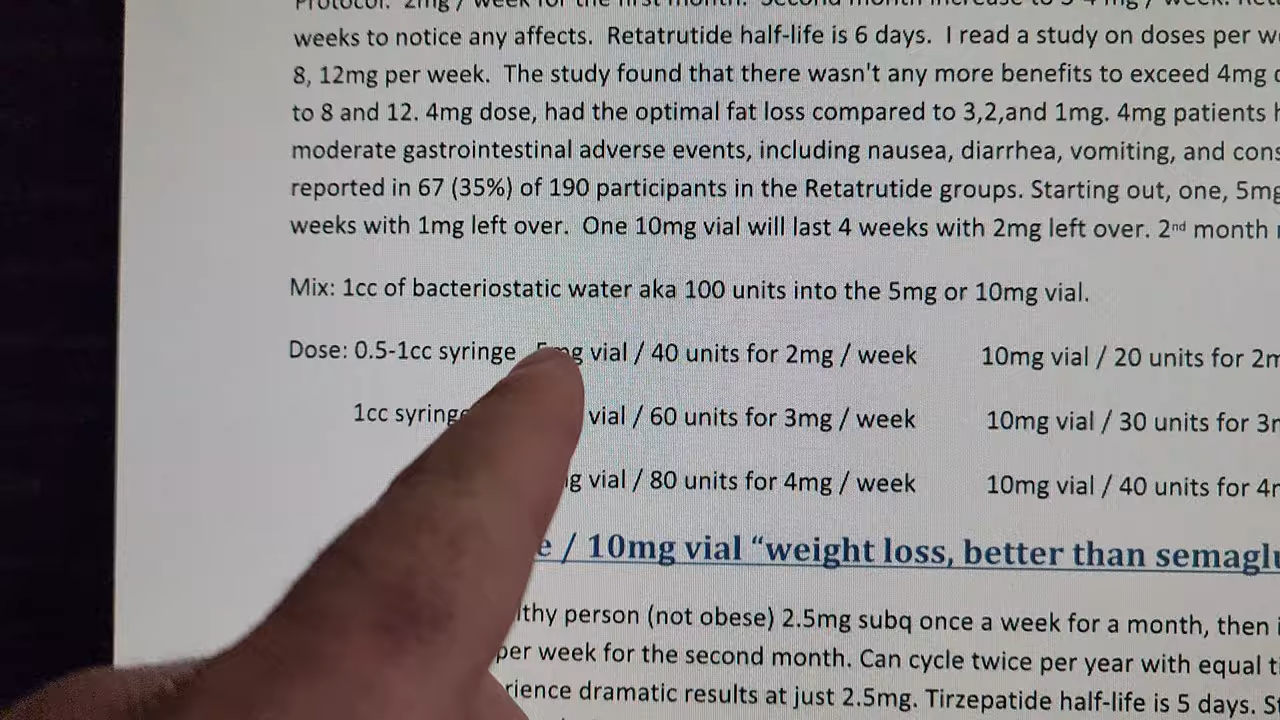 weeks to notice any affects. Retatrutide half-life is 6 days. I read a study on doses per
8, 12mg per week. The study found that there wasn't any more benefits to exceed 4mg
to 8 and 12. 4mg dose, had the optimal fat loss compared to 3,2,and 1mg. 4mg patients
moderate gastrointestinal adverse events, including nausea, diarrhea, vomiting, and
reported in 67 (35%) of 190 participants in the Retatrutide groups. Starting out, one, 5mg
weeks with 1mg left over. One 10mg vial will last 4 weeks with 2mg left over. 2nd month
Mix: 1cc of bacteriostatic water aka 100 units into the 5mg or 10mg vial.
Dose: 0.5-1cc syringe 5mg vial / 40 units for 2mg / week 10mg vial / 20 units for
1cc vial / 60 units for 3mg / week 10mg vial / 30 units for
vial / 80 units for 4mg / week 10mg vial / 40 units for
/ 10mg vial “weight loss, better than
person (not obese) 2.5mg subq once a week for a month, then
per week for the second month. Can cycle twice per year with equal
dramatic results at just 2.5mg. Tirzepatide half-life is 5 days.